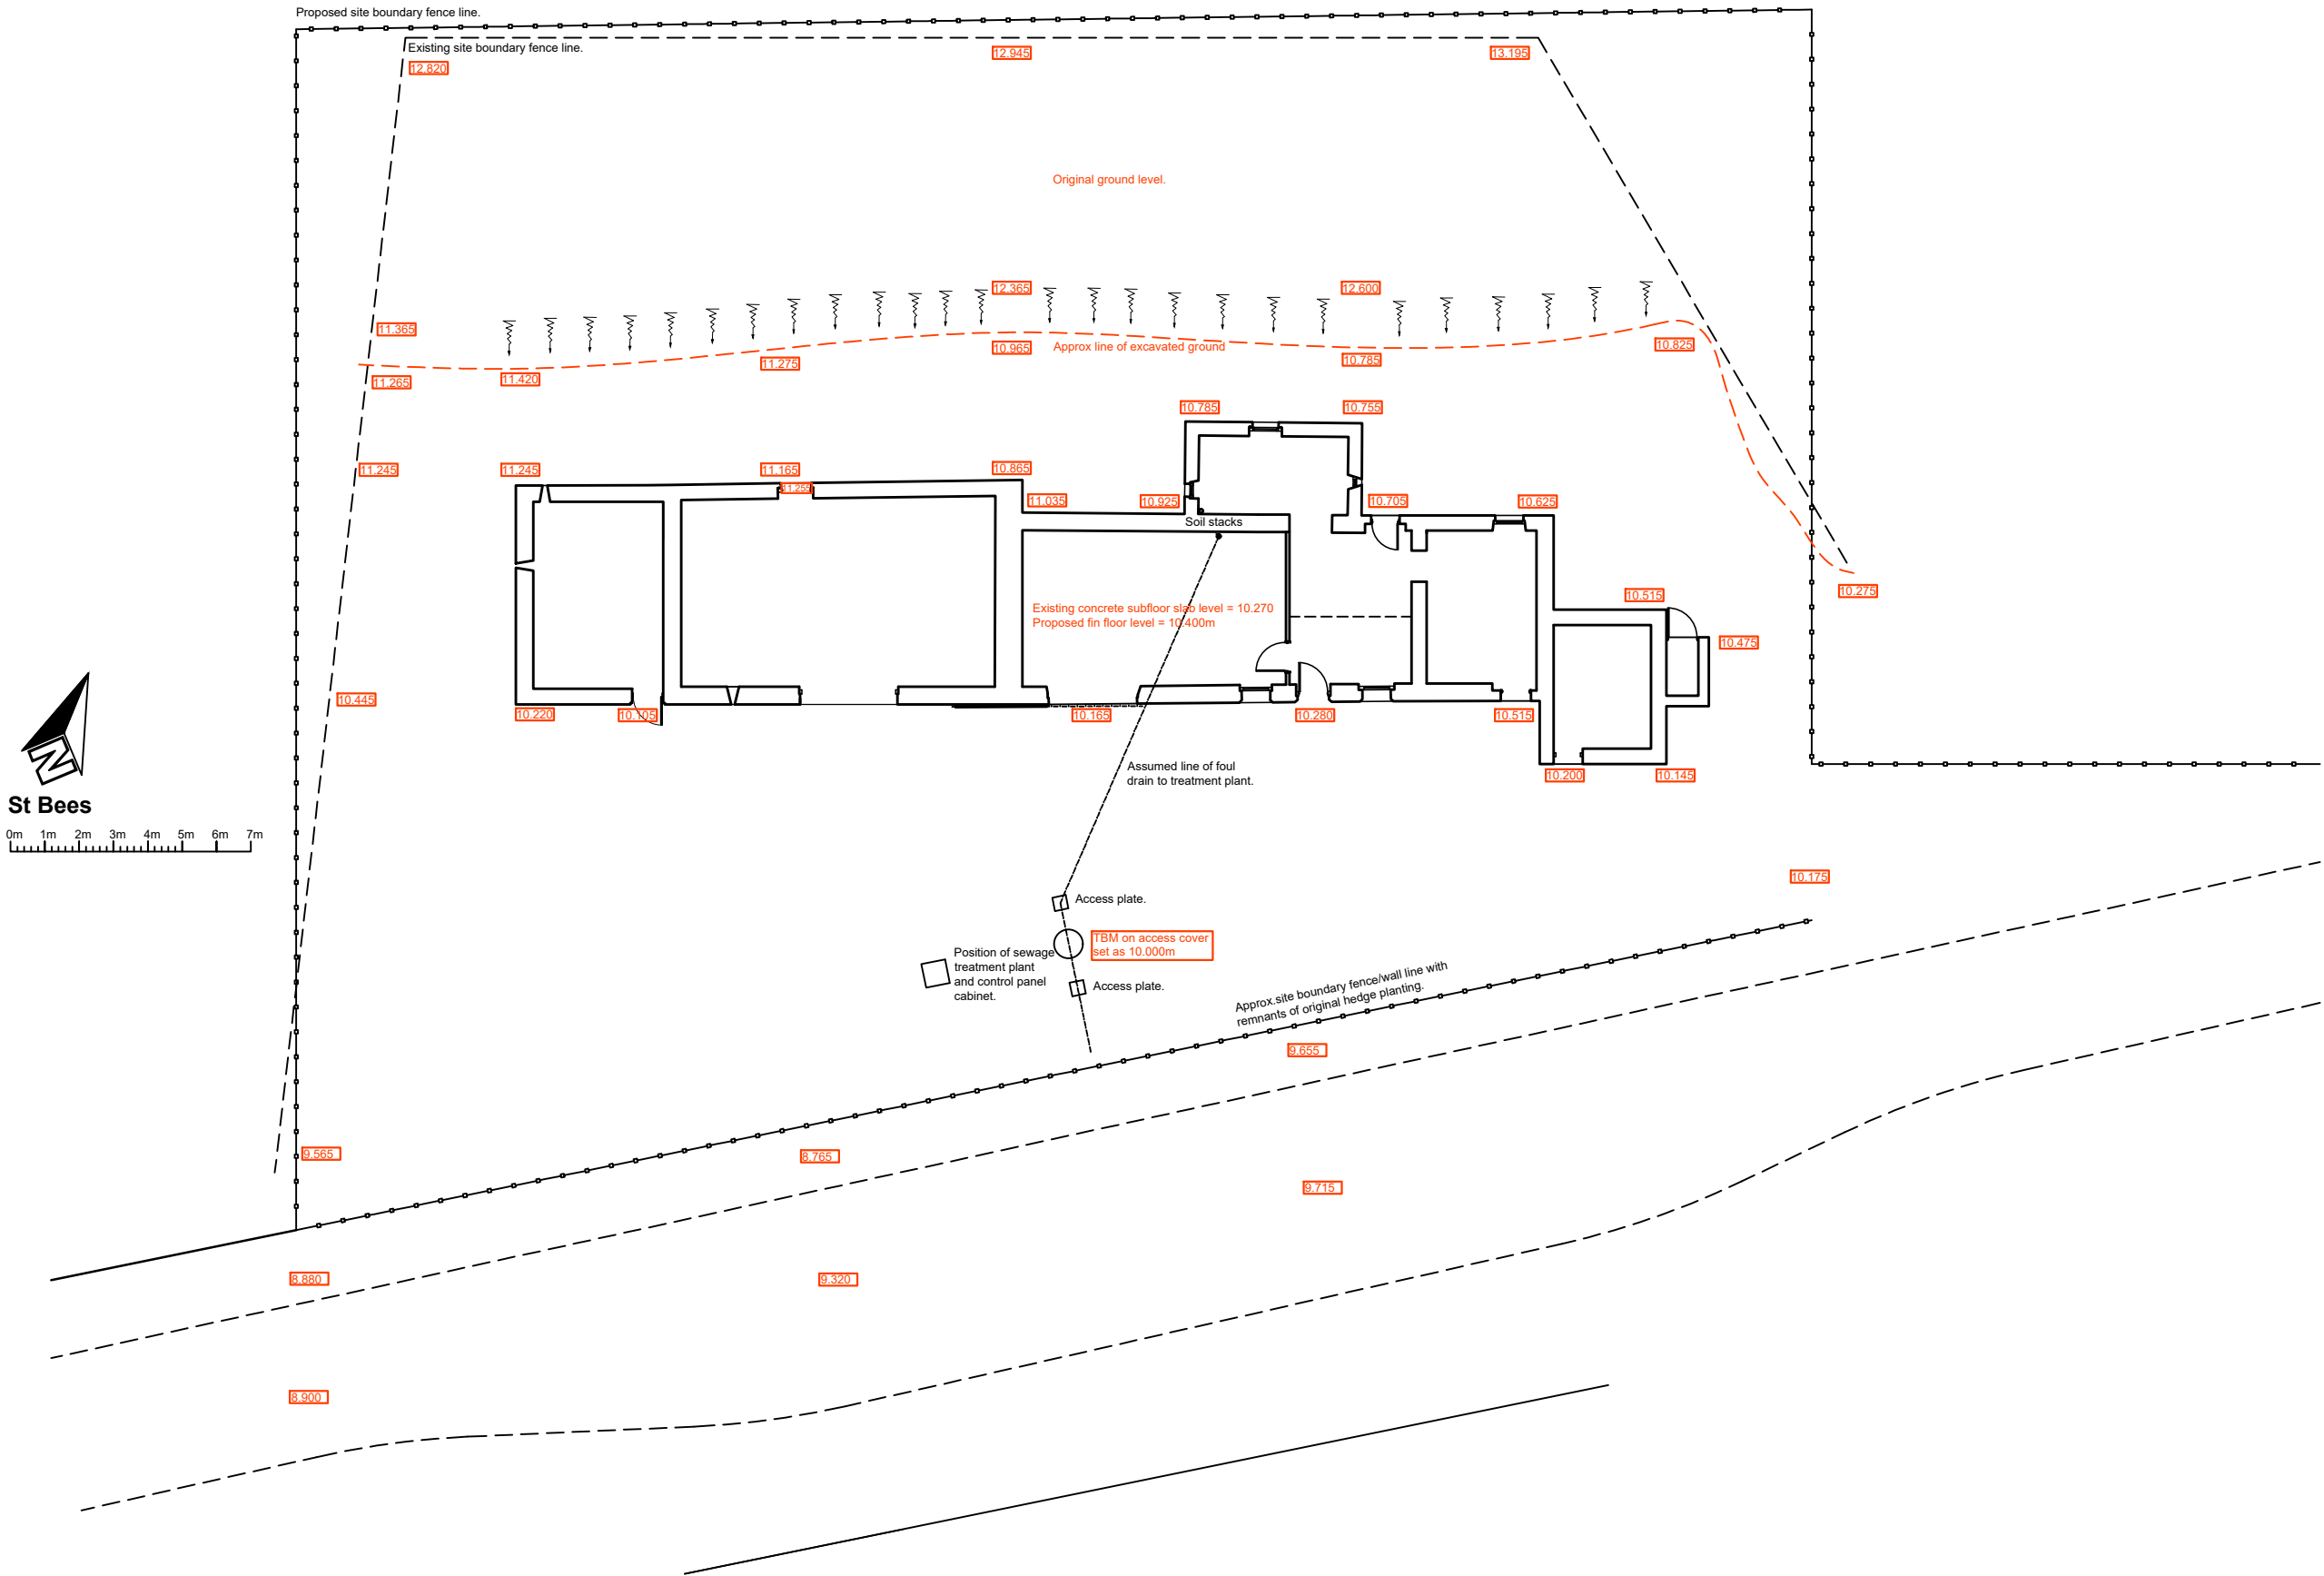 Proposed site boundary fence line.
Existing site boundary fence line.
12.820
12.945
13.195
Original ground level.
12.365
12.600
11.365
Approx line of excavated ground
10.965
10.785
10.825
11.275
11.265
11.420
10.785
10.755
11.245
11.245
11.165
10.865
11.255
11.035
10.925
10.705
10.625
Soil stacks
10.275
10.515
Existing concrete subfloor slab level = 10.270
Proposed fin floor level = 10.400m
10.475
10.445
10.220
10.105
10.165
10.280
10.515
N
Assumed line of foul
drain to treatment plant.
10.200
10.145
St Bees
0m 1m 2m 3m 4m 5m 6m 7m
10.175
Access plate.
TBM on access cover
set as 10.000m
Position of sewage
treatment plant
and control panel
cabinet.
Access plate.
Approx.site boundary fence/wall line with
remnants of original hedge planting.
9.655
9.565
8.765
9.715
8.880
9.320
8.900